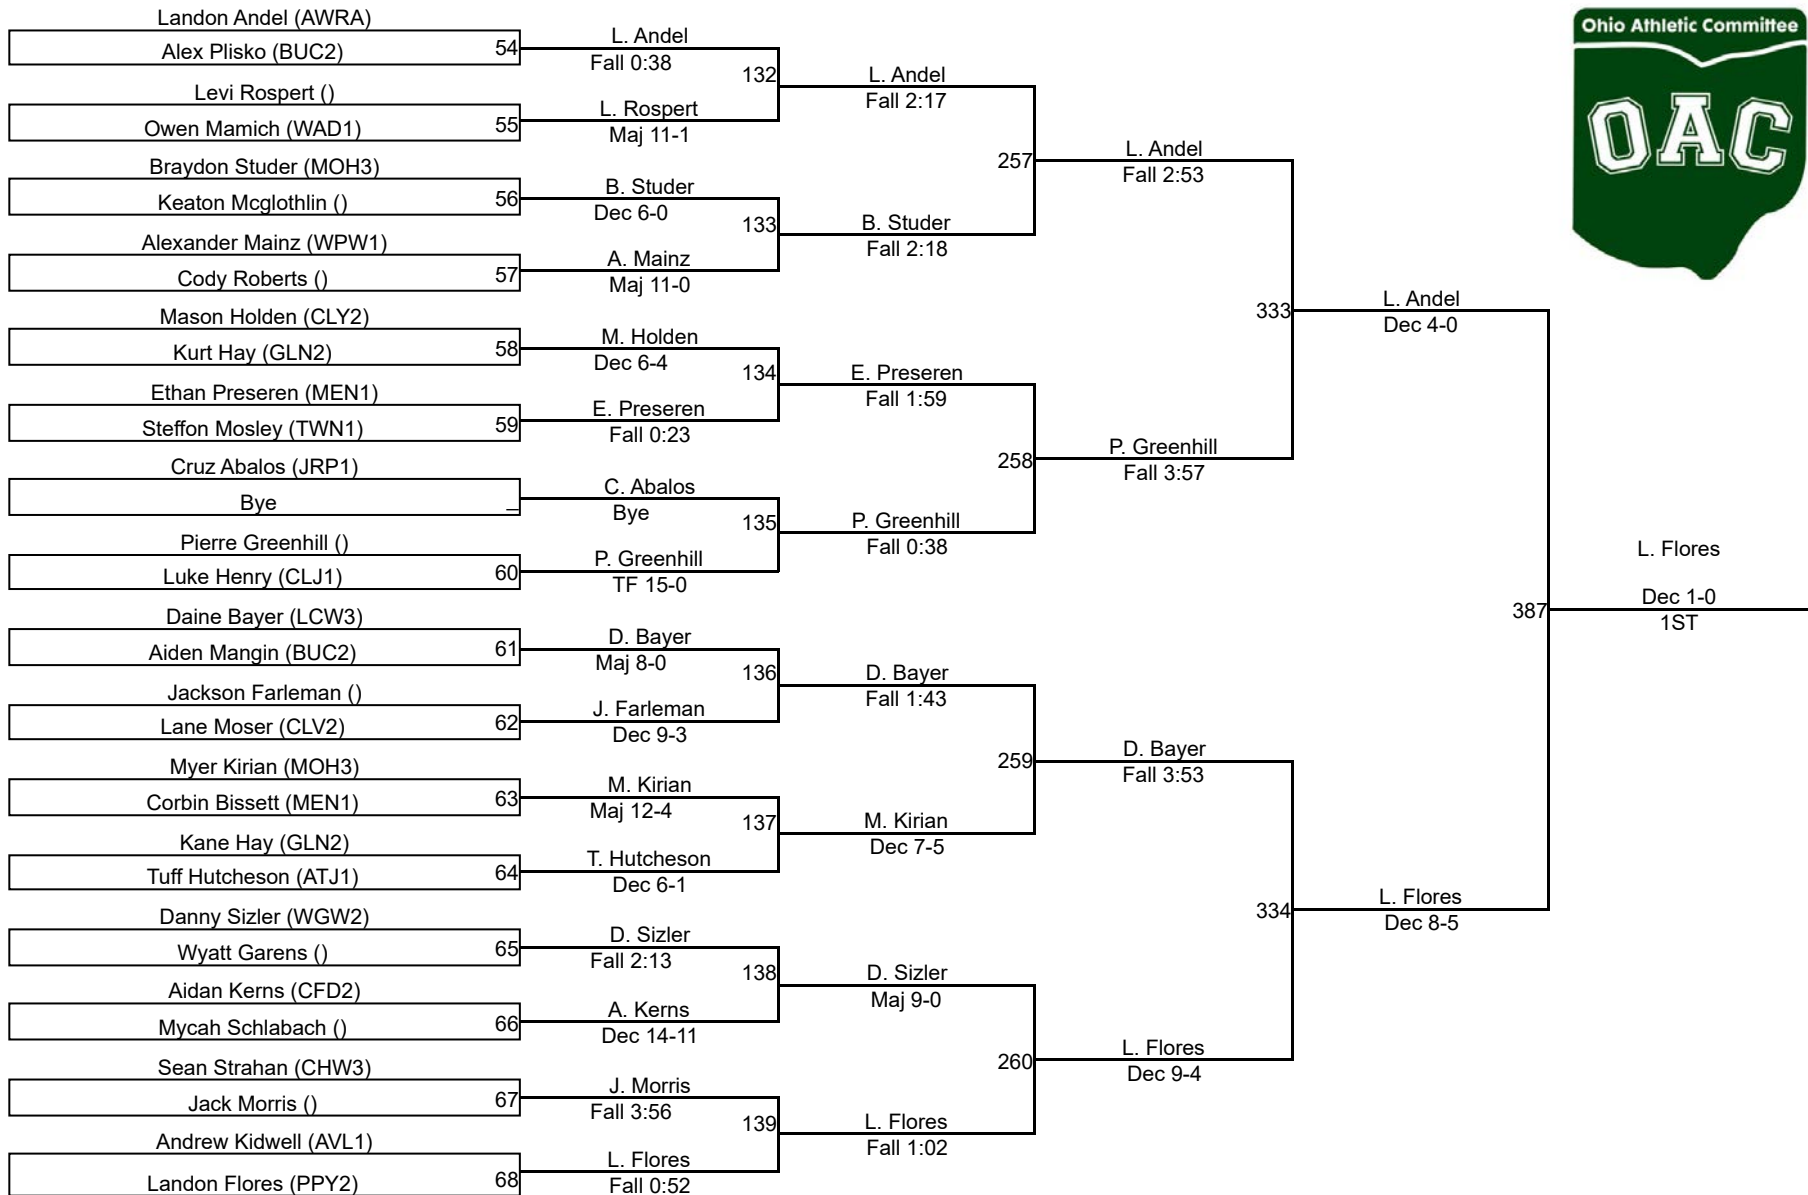 Landon Andel (AWRA)
Alex Plisko (BUC2)
54
Levi Rospert ()
Owen Mamich (WAD1)
55
Braydon Studer (MOH3)
Keaton Mcglothlin ()
56
Alexander Mainz (WPW1)
Cody Roberts ()
57
Mason Holden (CLY2)
Kurt Hay (GLN2)
58
Ethan Preseren (MEN1)
Steffon Mosley (TWN1)
59
Cruz Abalos (JRP1)
Bye
_
Pierre Greenhill ()
Luke Henry (CLJ1)
60
Daine Bayer (LCW3)
Aiden Mangin (BUC2)
61
Jackson Farleman ()
Lane Moser (CLV2)
62
Myer Kirian (MOH3)
Corbin Bissett (MEN1)
63
Kane Hay (GLN2)
Tuff Hutcheson (ATJ1)
64
Danny Sizler (WGW2)
Wyatt Garens ()
65
Aidan Kerns (CFD2)
Mycah Schlabach ()
66
Sean Strahan (CHW3)
Jack Morris ()
67
Andrew Kidwell (AVL1)
Landon Flores (PPY2)
68
L. Andel
Fall 0:38
132
L. Rospert
Maj 11-1
B. Studer
Dec 6-0
133
A. Mainz
Maj 11-0
M. Holden
Dec 6-4
134
E. Preseren
Fall 0:23
C. Abalos
Bye
135
P. Greenhill
TF 15-0
D. Bayer
Maj 8-0
136
J. Farleman
Dec 9-3
M. Kirian
Maj 12-4
137
T. Hutcheson
Dec 6-1
D. Sizler
Fall 2:13
138
A. Kerns
Dec 14-11
J. Morris
Fall 3:56
139
L. Flores
Fall 0:52
L. Andel
Fall 2:17
257
B. Studer
Fall 2:18
E. Preseren
Fall 1:59
258
P. Greenhill
Fall 0:38
D. Bayer
Fall 1:43
259
M. Kirian
Dec 7-5
D. Sizler
Maj 9-0
260
L. Flores
Fall 1:02
L. Andel
Fall 2:53
333
P. Greenhill
Fall 3:57
D. Bayer
Fall 3:53
334
L. Flores
Dec 9-4
L. Andel
Dec 4-0
387
L. Flores
Dec 8-5
L. Flores
Dec 1-0
1ST
Ohio Athletic Committee
OAC